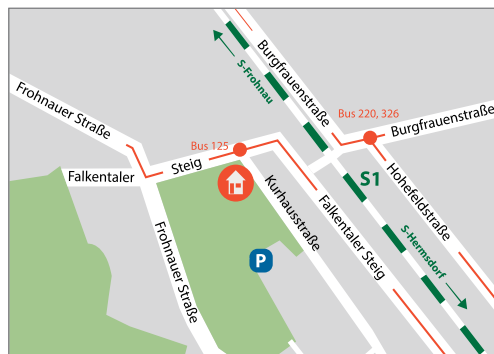 Frohnauer Straße
S-Frohnau
Burgfrauenstraße
Bus 220, 326
Burgfrauenstraße
Bus 125
Falkentaler
Steig
S1
Hohefeldstraße
Kurhausstraße
Falkentaler Steig
Frohnauer Straße
S-Hermsdorf
P